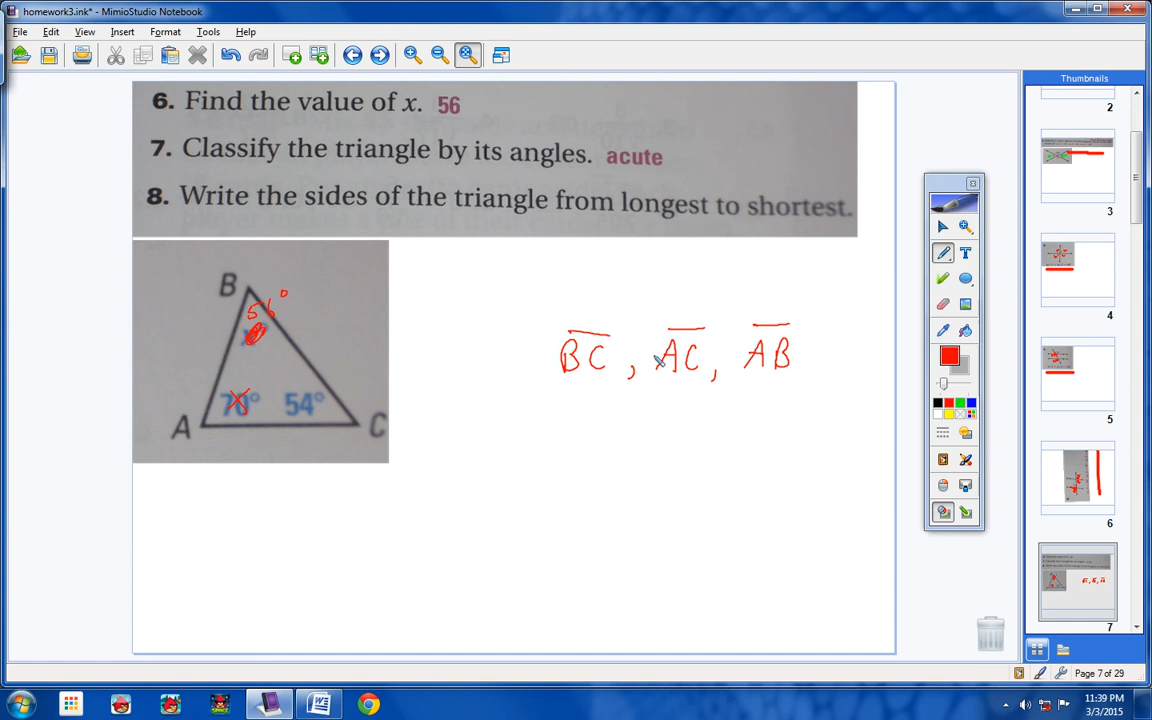 homework3.ink* - MimioStudio Notebook
File Edit View Insert Format Tools Help
6. Find the value of x. 56
7. Classify the triangle by its angles. acute
8. Write the sides of the triangle from longest to shortest.
B
56°
70° 54°
A C
BC, AC, AB
T
Thumbnails
2
3
4
5
6
7
Page 7 of 29
11:39 PM
3/3/2015